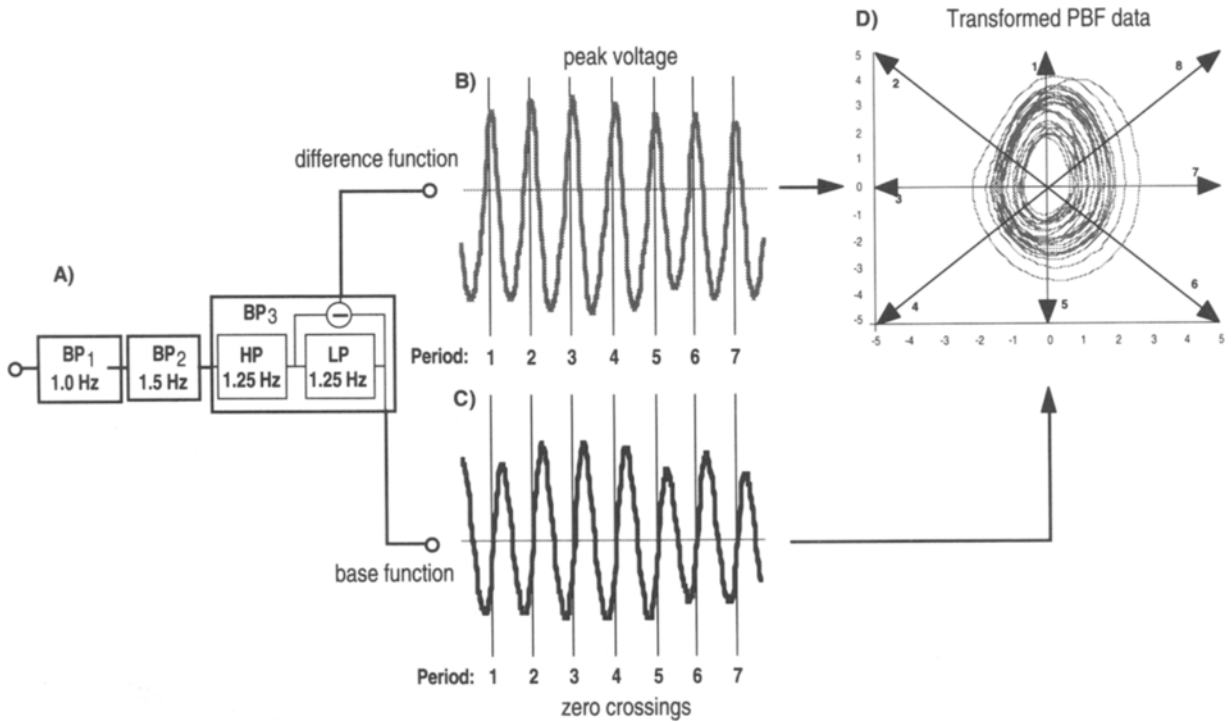 D) Transformed PBF data
peak voltage
B)
difference function
A)
BP1
1.0 Hz
BP2
1.5 Hz
BP3
HP
1.25 Hz
LP
1.25 Hz
Period: 1 2 3 4 5 6 7
C)
base function
Period: 1 2 3 4 5 6 7
zero crossings
5
4
3
2
1
0
-1
-2
-3
-4
-5
-5 -4 -3 -2 -1 0 1 2 3 4 5
1
2
3
4
5
6
7
8